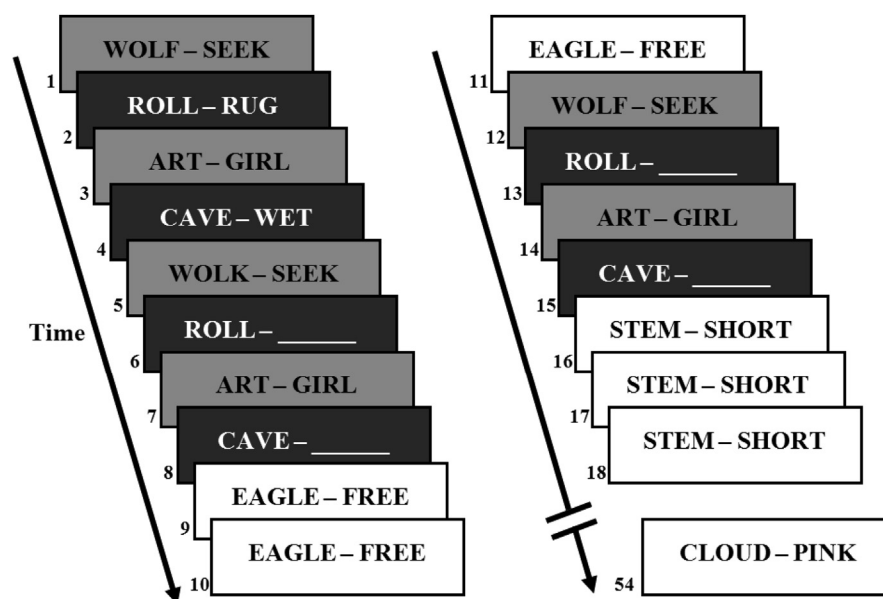 WOLF – SEEK
1
ROLL – RUG
2
ART – GIRL
3
CAVE – WET
4
WOLK – SEEK
5
Time
ROLL – ______
6
ART – GIRL
7
CAVE – ______
8
EAGLE – FREE
9
EAGLE – FREE
10
EAGLE – FREE
11
WOLF – SEEK
12
ROLL – ______
13
ART – GIRL
14
CAVE – ______
15
STEM – SHORT
16
STEM – SHORT
17
STEM – SHORT
18
CLOUD – PINK
54